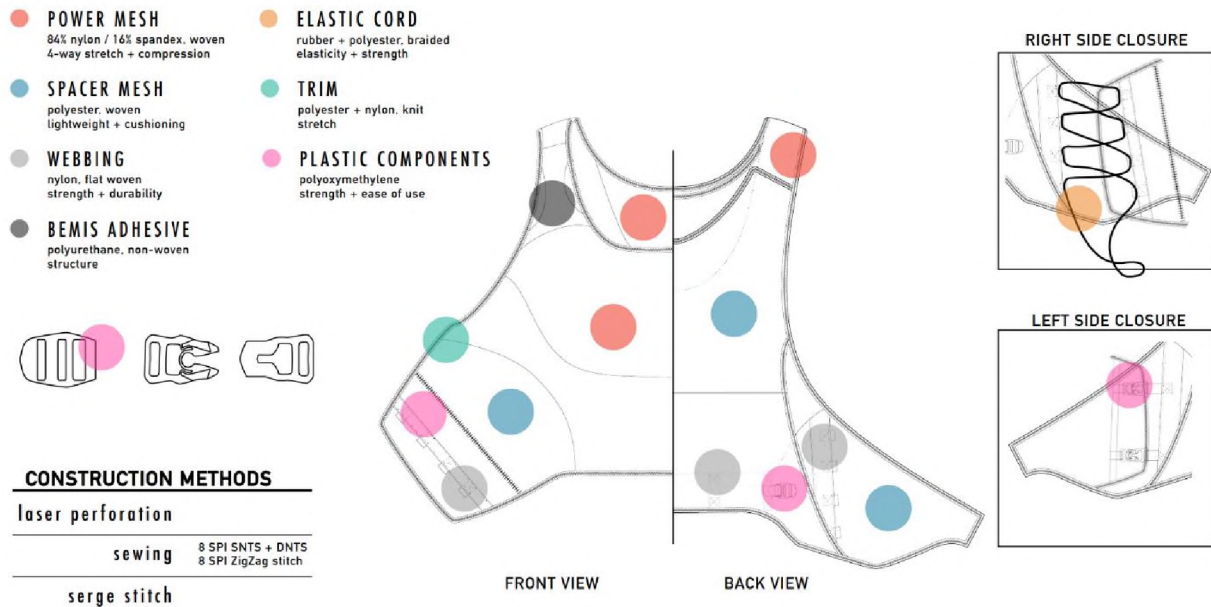 POWER MESH
84% nylon / 16% spandex, woven
4-way stretch + compression
SPACER MESH
polyester, woven
lightweight + cushioning
WEBBING
nylon, flat woven
strength + durability
BEMIS ADHESIVE
polyurethane, non-woven
structure
ELASTIC CORD
rubber + polyester, braided
elasticity + strength
TRIM
polyester + nylon, knit
stretch
PLASTIC COMPONENTS
polyoxymethylene
strength + ease of use
CONSTRUCTION METHODS
laser perforation
sewing
8 SPI SNTS + DNTS
8 SPI ZigZag stitch
serge stitch
FRONT VIEW
BACK VIEW
RIGHT SIDE CLOSURE
LEFT SIDE CLOSURE